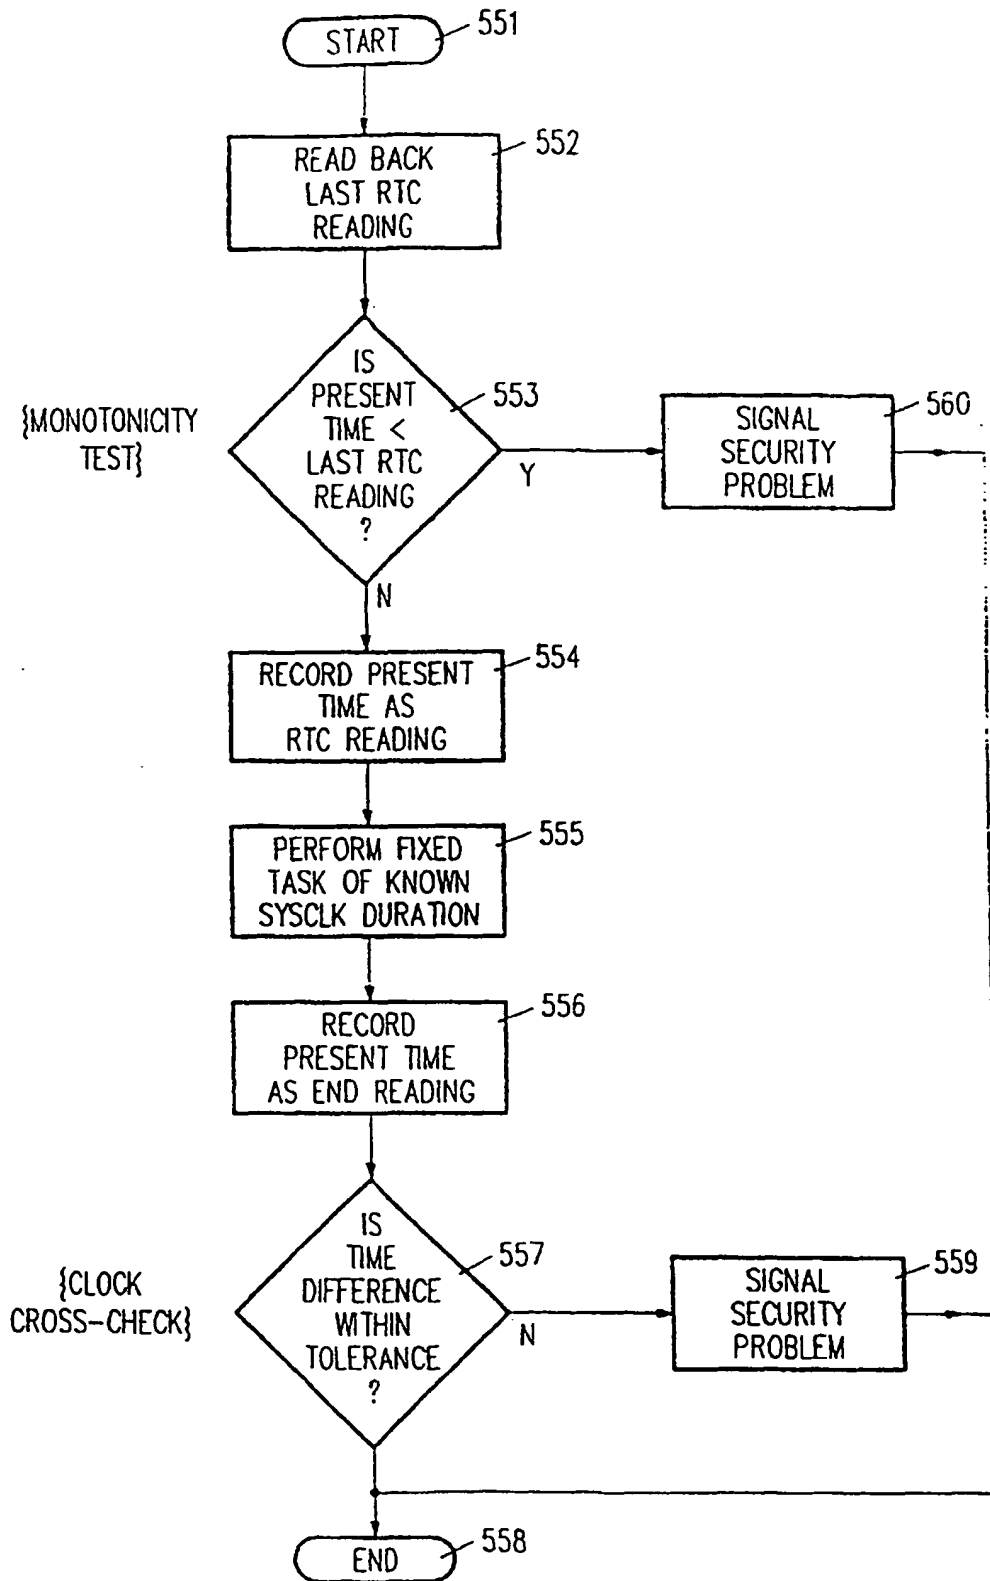 START
551
READ BACK
LAST RTC
READING
552
{MONOTONICITY
TEST}
IS
PRESENT
TIME <
LAST RTC
READING
?
553
Y
N
SIGNAL
SECURITY
PROBLEM
560
RECORD PRESENT
TIME AS
RTC READING
554
PERFORM FIXED
TASK OF KNOWN
SYSCLK DURATION
555
RECORD
PRESENT TIME
AS END READING
556
{CLOCK
CROSS-CHECK}
IS
TIME
DIFFERENCE
WITHIN
TOLERANCE
?
557
N
SIGNAL
SECURITY
PROBLEM
559
END
558